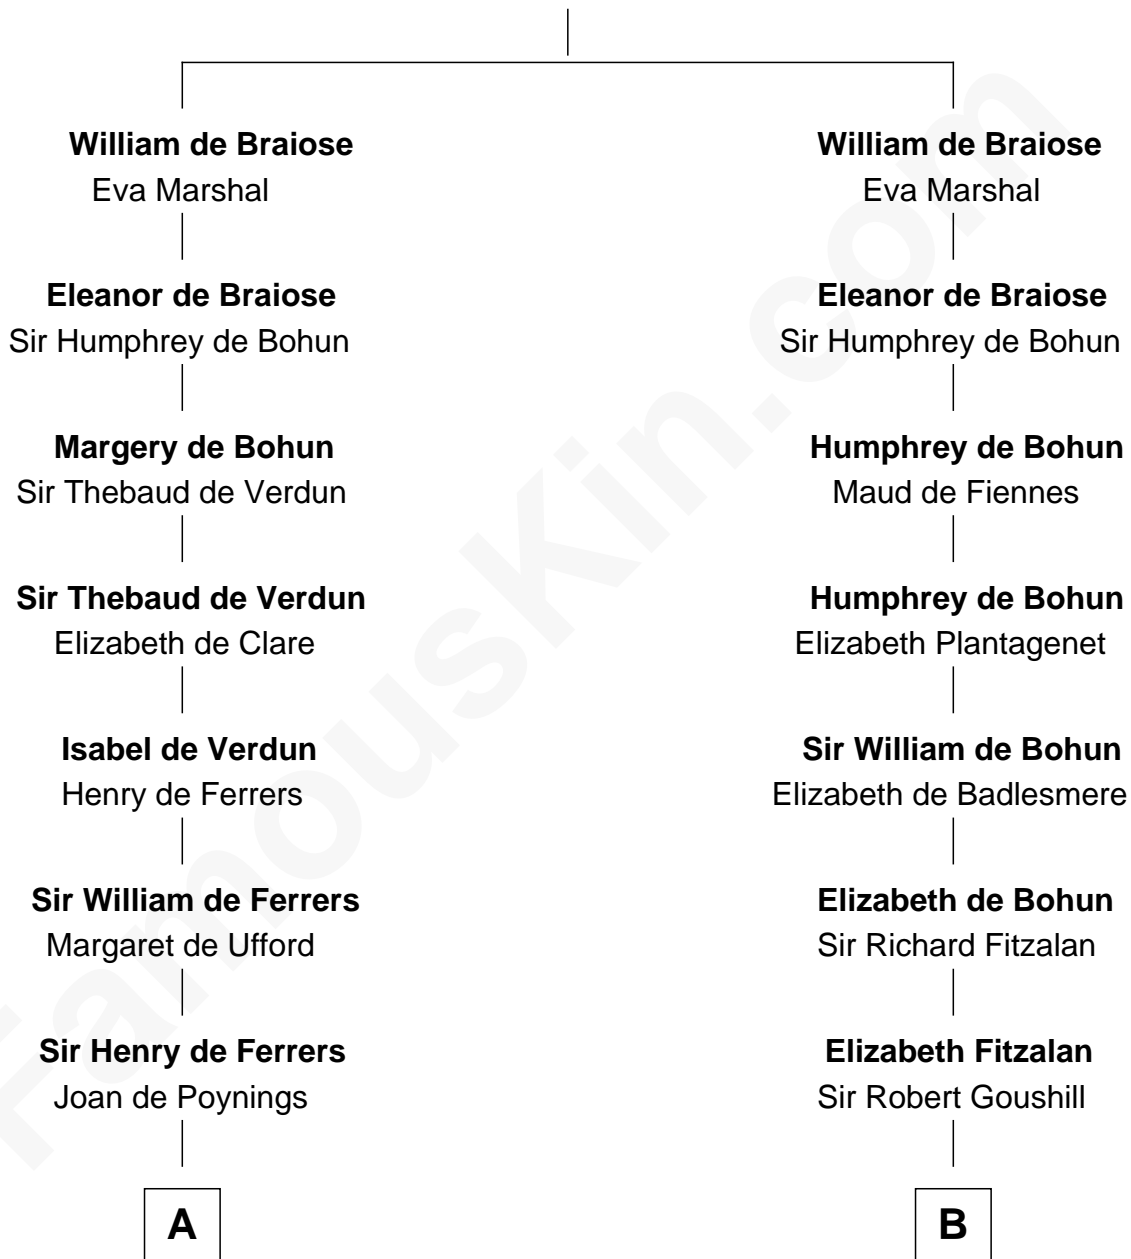 William de Braiose
Eva Marshal
Eleanor de Braiose
Sir Humphrey de Bohun
Margery de Bohun
Sir Thebaud de Verdun
Sir Thebaud de Verdun
Elizabeth de Clare
Isabel de Verdun
Henry de Ferrers
Sir William de Ferrers
Margaret de Ufford
Sir Henry de Ferrers
Joan de Poynings
A
William de Braiose
Eva Marshal
Eleanor de Braiose
Sir Humphrey de Bohun
Humphrey de Bohun
Maud de Fiennes
Humphrey de Bohun
Elizabeth Plantagenet
Sir William de Bohun
Elizabeth de Badlesmere
Elizabeth de Bohun
Sir Richard Fitzalan
Elizabeth Fitzalan
Sir Robert Goushill
B
FamousKin.com